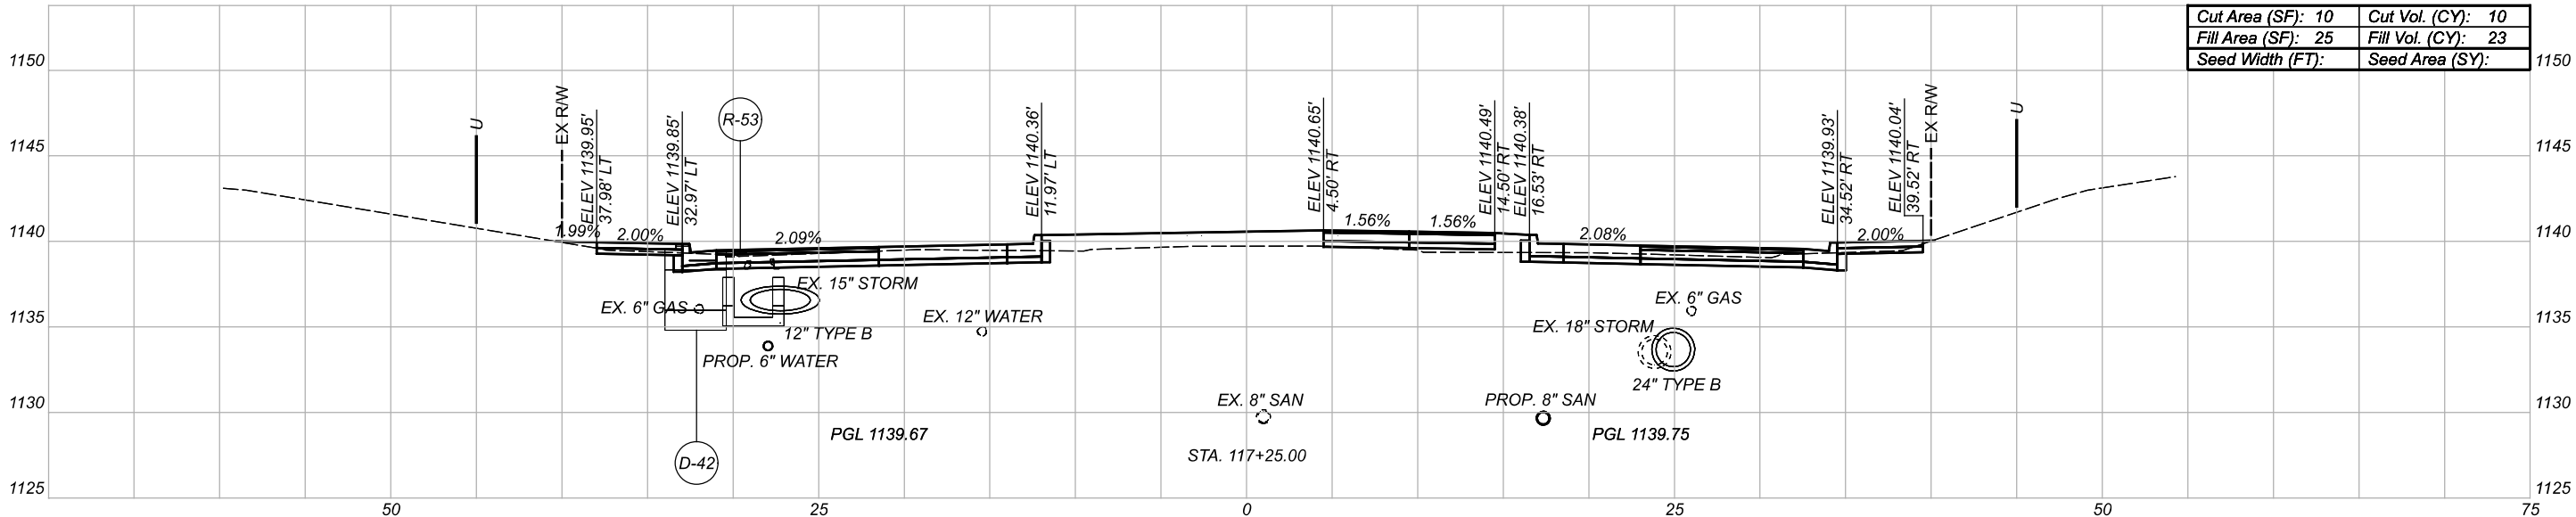 Cut Area (SF): 10 Cut Vol. (CY): 10
Fill Area (SF): 25 Fill Vol. (CY): 23
Seed Width (FT): Seed Area (SY):
1150
1150
1145
1145
1140
1140
1135
1135
1130
1130
1125
1125
U
EX R/W
ELEV 1139.95'
37.98' LT
ELEV 1139.85'
32.97' LT
R-53
ELEV 1140.36'
11.97' LT
ELEV 1140.65'
4.50' RT
ELEV 1140.49'
14.50' RT
ELEV 1140.38'
16.53' RT
ELEV 1139.93'
34.52' RT
ELEV 1140.04'
39.52' RT
EX R/W
U
1.99%
2.00%
2.09%
1.56%
1.56%
2.08%
2.00%
EX. 15" STORM
EX. 6" GAS
12" TYPE B
PROP. 6" WATER
EX. 12" WATER
EX. 6" GAS
EX. 18" STORM
24" TYPE B
EX. 8" SAN
PROP. 8" SAN
PGL 1139.67
PGL 1139.75
STA. 117+25.00
D-42
50
25
0
25
50
75